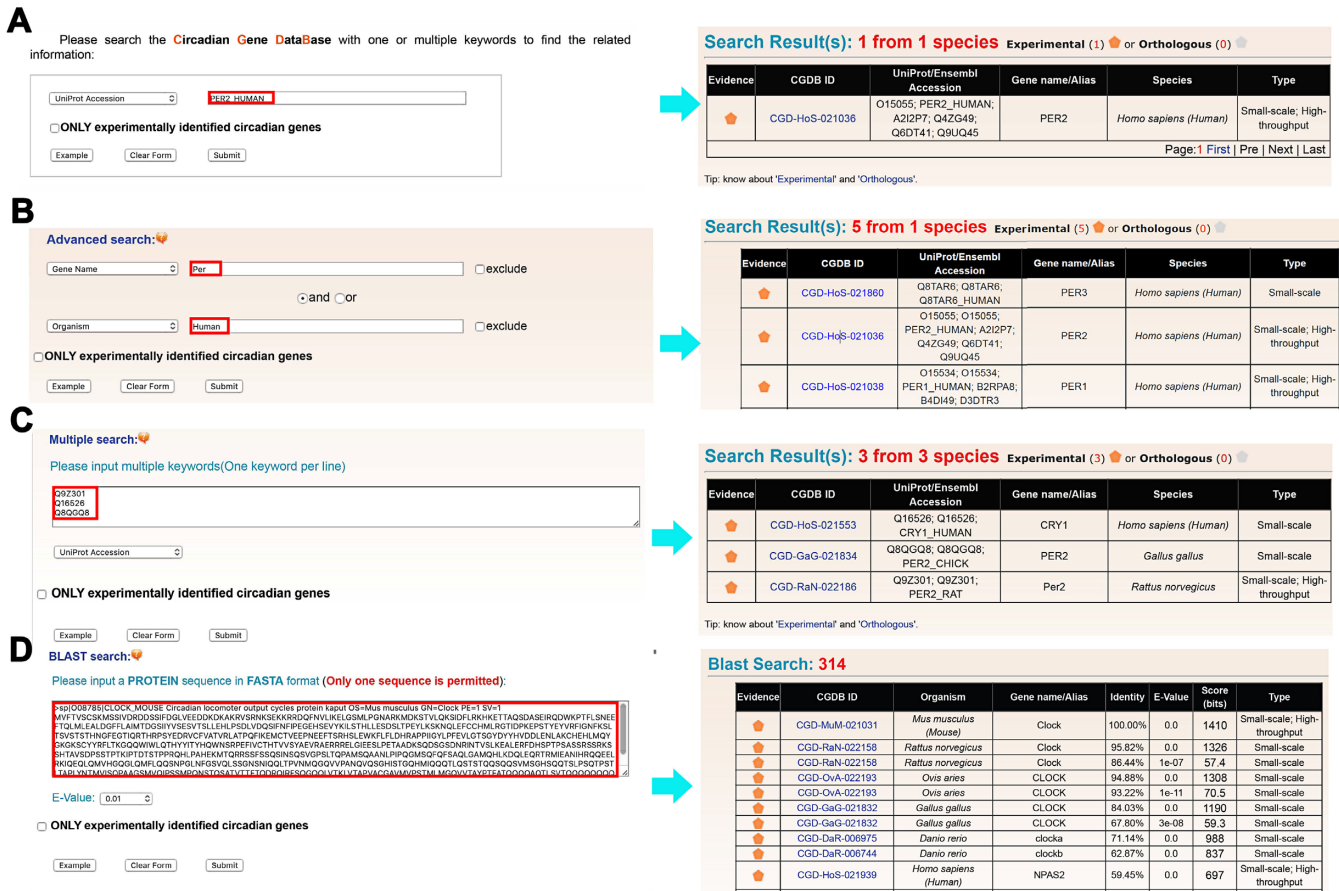 A
Please search the Circadian Gene DataBase with one or multiple keywords to find the related
information:
UniProt Accession
PER2_HUMAN
ONLY experimentally identified circadian genes
Example Clear Form Submit
Search Result(s): 1 from 1 species Experimental (1) or Orthologous (0)
Evidence CGDB ID UniProt/Ensembl Accession Gene name/Alias Species Type
CGD-HoS-021036 O15055; PER2_HUMAN; A2I2P7; Q4ZG49; Q6DT41; Q9UQ45 PER2 Homo sapiens (Human) Small-scale; High-throughput
Page:1 First | Pre | Next | Last
Tip: know about 'Experimental' and 'Orthologous'.
B
Advanced search:
Gene Name Per exclude
and or
Organism Human exclude
ONLY experimentally identified circadian genes
Example Clear Form Submit
Search Result(s): 5 from 1 species Experimental (5) or Orthologous (0)
Evidence CGDB ID UniProt/Ensembl Accession Gene name/Alias Species Type
CGD-HoS-021860 Q8TAR6; Q8TAR6; Q8TAR6_HUMAN PER3 Homo sapiens (Human) Small-scale
CGD-HoS-021036 O15055; O15055; PER2_HUMAN; A2I2P7; Q4ZG49; Q6DT41; Q9UQ45 PER2 Homo sapiens (Human) Small-scale; High-throughput
CGD-HoS-021038 O15534; O15534; PER1_HUMAN; B2RPA8; B4DI49; D3DTR3 PER1 Homo sapiens (Human) Small-scale; High-throughput
C
Multiple search:
Please input multiple keywords(One keyword per line)
Q9Z301
Q16526
Q8QGQ8
UniProt Accession
ONLY experimentally identified circadian genes
Example Clear Form Submit
Search Result(s): 3 from 3 species Experimental (3) or Orthologous (0)
Evidence CGDB ID UniProt/Ensembl Accession Gene name/Alias Species Type
CGD-HoS-021553 Q16526; Q16526; CRY1_HUMAN CRY1 Homo sapiens (Human) Small-scale
CGD-GaG-021834 Q8QGQ8; Q8QGQ8; PER2_CHICK PER2 Gallus gallus Small-scale
CGD-RaN-022186 Q9Z301; Q9Z301; PER2_RAT Per2 Rattus norvegicus Small-scale; High-throughput
Tip: know about 'Experimental' and 'Orthologous'.
D
BLAST search:
Please input a PROTEIN sequence in FASTA format (Only one sequence is permitted):
>sp|O08785|CLOCK_MOUSE Circadian locomoter output cycles protein kaput OS=Mus musculus GN=Clock PE=1 SV=1
E-Value: 0.01
ONLY experimentally identified circadian genes
Example Clear Form Submit
Blast Search: 314
Evidence CGDB ID Organism Gene name/Alias Identity E-Value Score (bits) Type
CGD-MuM-021031 Mus musculus (Mouse) Clock 100.00% 0.0 1410 Small-scale; High-throughput
CGD-RaN-022158 Rattus norvegicus Clock 95.82% 0.0 1326 Small-scale
CGD-RaN-022158 Rattus norvegicus Clock 86.44% 1e-07 57.4 Small-scale
CGD-OvA-022193 Ovis aries CLOCK 94.88% 0.0 1308 Small-scale
CGD-OvA-022193 Ovis aries CLOCK 93.22% 1e-11 70.5 Small-scale
CGD-GaG-021832 Gallus gallus CLOCK 84.03% 0.0 1190 Small-scale
CGD-GaG-021832 Gallus gallus CLOCK 67.80% 3e-08 59.3 Small-scale
CGD-DaR-006975 Danio rerio clocka 71.14% 0.0 988 Small-scale
CGD-DaR-006744 Danio rerio clockb 62.87% 0.0 837 Small-scale
CGD-HoS-021939 Homo sapiens (Human) NPAS2 59.45% 0.0 697 Small-scale; High-throughput